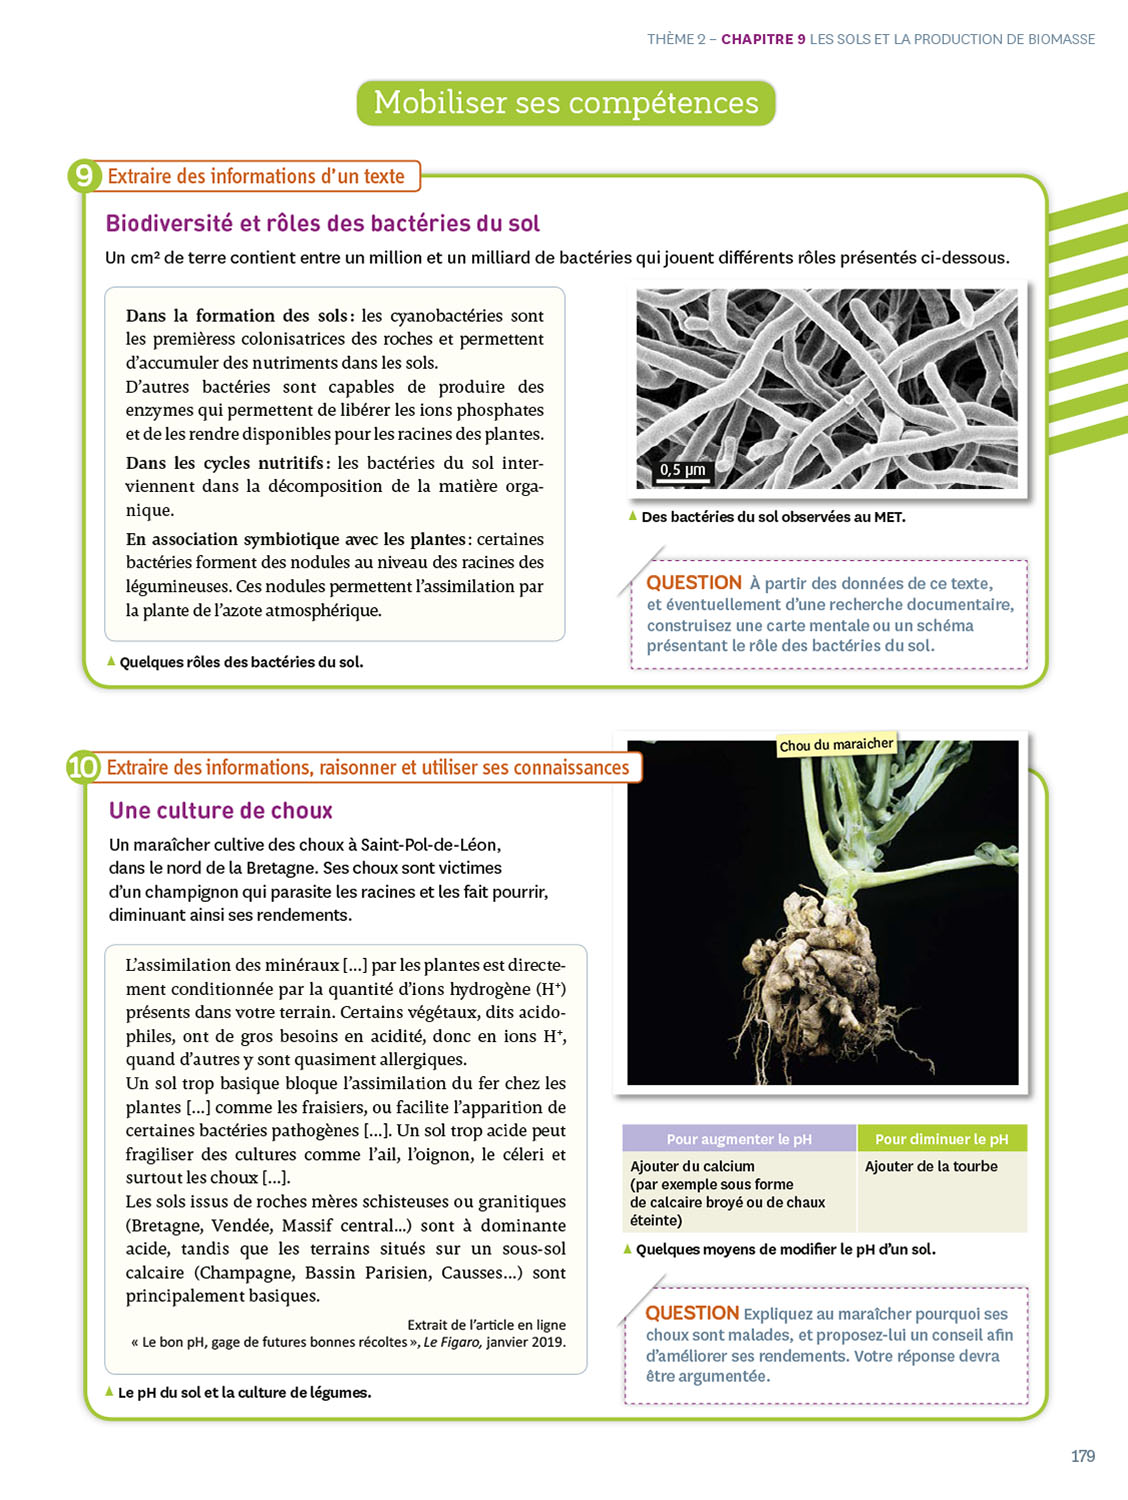 THÈME 2 – CHAPITRE 9 LES SOLS ET LA PRODUCTION DE BIOMASSE
Mobiliser ses compétences
9 Extraire des informations d'un texte
Biodiversité et rôles des bactéries du sol
Un cm² de terre contient entre un million et un milliard de bactéries qui jouent différents rôles présentés ci-dessous.
Dans la formation des sols : les cyanobactéries sont
les premièress colonisatrices des roches et permettent
d'accumuler des nutriments dans les sols.
D'autres bactéries sont capables de produire des
enzymes qui permettent de libérer les ions phosphates
et de les rendre disponibles pour les racines des plantes.
Dans les cycles nutritifs : les bactéries du sol inter-
viennent dans la décomposition de la matière orga-
nique.
En association symbiotique avec les plantes : certaines
bactéries forment des nodules au niveau des racines des
légumineuses. Ces nodules permettent l'assimilation par
la plante de l'azote atmosphérique.
Quelques rôles des bactéries du sol.
0,5 µm
Des bactéries du sol observées au MET.
QUESTION À partir des données de ce texte,
et éventuellement d'une recherche documentaire,
construisez une carte mentale ou un schéma
présentant le rôle des bactéries du sol.
10 Extraire des informations, raisonner et utiliser ses connaissances
Une culture de choux
Un maraîcher cultive des choux à Saint-Pol-de-Léon,
dans le nord de la Bretagne. Ses choux sont victimes
d'un champignon qui parasite les racines et les fait pourrir,
diminuant ainsi ses rendements.
L'assimilation des minéraux [...] par les plantes est directe-
ment conditionnée par la quantité d'ions hydrogène (H⁺)
présents dans votre terrain. Certains végétaux, dits acido-
philes, ont de gros besoins en acidité, donc en ions H⁺,
quand d'autres y sont quasiment allergiques.
Un sol trop basique bloque l'assimilation du fer chez les
plantes [...] comme les fraisiers, ou facilite l'apparition de
certaines bactéries pathogènes [...]. Un sol trop acide peut
fragiliser des cultures comme l'ail, l'oignon, le céleri et
surtout les choux [...].
Les sols issus de roches mères schisteuses ou granitiques
(Bretagne, Vendée, Massif central...) sont à dominante
acide, tandis que les terrains situés sur un sous-sol
calcaire (Champagne, Bassin Parisien, Causses...) sont
principalement basiques.
Extrait de l'article en ligne
« Le bon pH, gage de futures bonnes récoltes », Le Figaro, janvier 2019.
Le pH du sol et la culture de légumes.
Chou du maraicher
Pour augmenter le pH
Pour diminuer le pH
Ajouter du calcium
(par exemple sous forme
de calcaire broyé ou de chaux
éteinte)
Ajouter de la tourbe
Quelques moyens de modifier le pH d'un sol.
QUESTION Expliquez au maraîcher pourquoi ses
choux sont malades, et proposez-lui un conseil afin
d'améliorer ses rendements. Votre réponse devra
être argumentée.
179